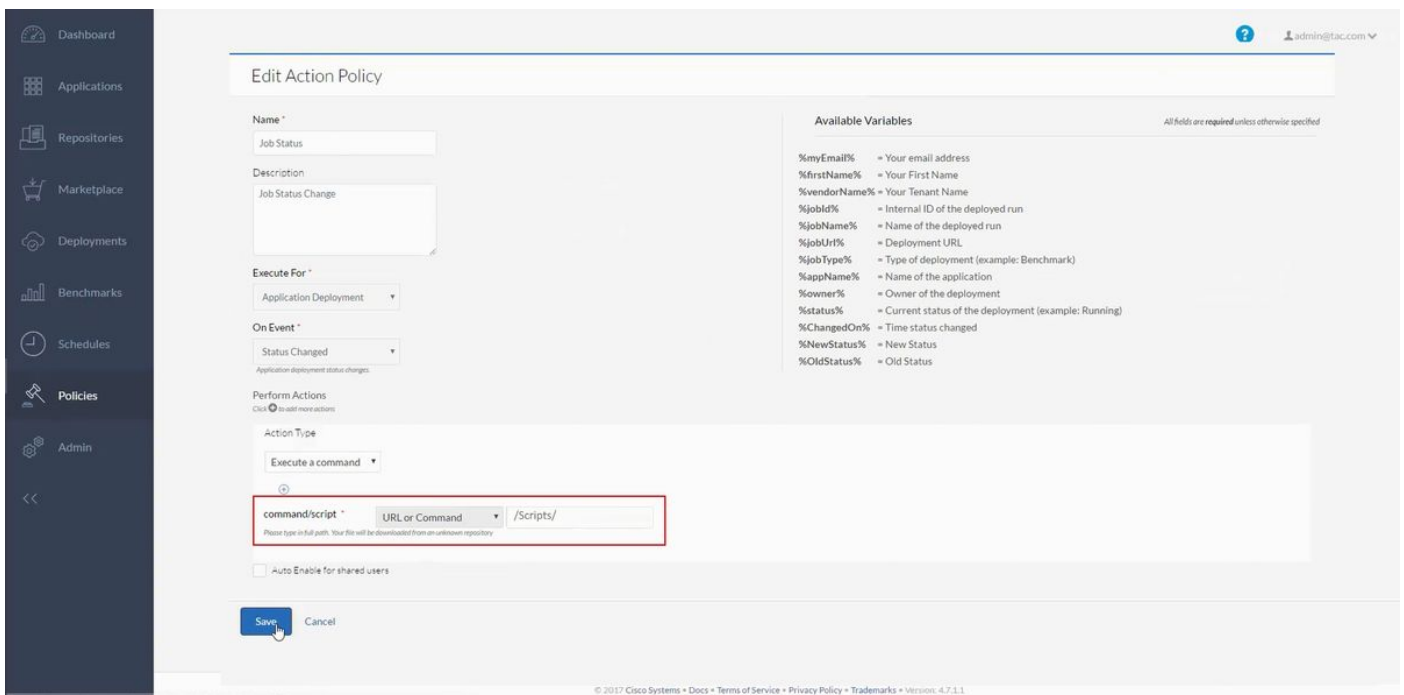 Dashboard
admin@tac.com
Edit Action Policy
Applications
Name *
Available Variables
All fields are required unless otherwise specified
Repositories
Job Status
%myEmail% = Your email address
Description
%firstName% = Your First Name
Marketplace
Job Status Change
%vendorName% = Your Tenant Name
%jobId% = Internal ID of the deployed run
%jobName% = Name of the deployed run
Deployments
%jobUrl% = Deployment URL
%jobType% = Type of deployment (example: Benchmark)
Execute For *
%appName% = Name of the application
Benchmarks
Application Deployment
%owner% = Owner of the deployment
%status% = Current status of the deployment (example: Running)
On Event *
%ChangedOn% = Time status changed
Schedules
Status Changed
%NewStatus% = New Status
%OldStatus% = Old Status
Application deployment status changes.
Policies
Perform Actions
Click + to add more actions
Action Type
Admin
Execute a command
<<
command/script *
URL or Command
/Scripts/
Please type in full path. Your file will be downloaded from an unknown repository
Auto Enable for shared users
Save
Cancel
© 2017 Cisco Systems • Docs • Terms of Service • Privacy Policy • Trademarks • Version: 4.7.1.1